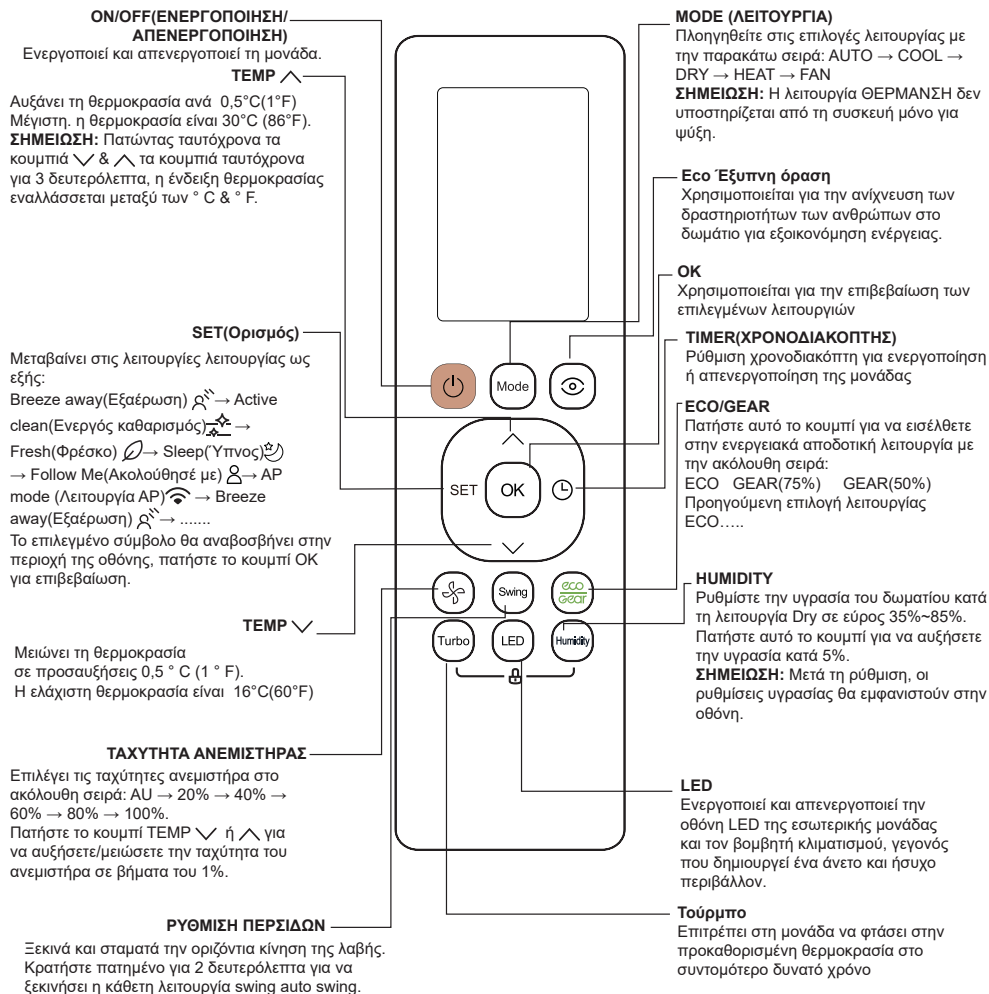 ON/OFF(ΕΝΕΡΓΟΠΟΙΗΣΗ/
ΑΠΕΝΕΡΓΟΠΟΙΗΣΗ)
Ενεργοποιεί και απενεργοποιεί τη μονάδα.
TEMP
Αυξάνει τη θερμοκρασία ανά 0,5°C(1°F)
Μέγιστη. η θερμοκρασία είναι 30°C (86°F).
ΣΗΜΕΙΩΣΗ: Πατώντας ταυτόχρονα τα
κουμπιά & τα κουμπιά ταυτόχρονα
για 3 δευτερόλεπτα, η ένδειξη θερμοκρασίας
εναλλάσσεται μεταξύ των ° C & ° F.
SET(Ορισμός)
Μεταβαίνει στις λειτουργίες λειτουργίας ως
εξής:
Breeze away(Εξαέρωση) → Active
clean(Ενεργός καθαρισμός) →
Fresh(Φρέσκο) → Sleep(Ύπνος)
→ Follow Me(Ακολούθησέ με) → AP
mode (Λειτουργία AP) → Breeze
away(Εξαέρωση) → .......
Το επιλεγμένο σύμβολο θα αναβοσβήνει στην
περιοχή της οθόνης, πατήστε το κουμπί OK
για επιβεβαίωση.
TEMP
Μειώνει τη θερμοκρασία
σε προσαυξήσεις 0,5 ° C (1 ° F).
Η ελάχιστη θερμοκρασία είναι 16°C(60°F)
ΤΑΧΥΤΗΤΑ ΑΝΕΜΙΣΤΗΡΑΣ
Επιλέγει τις ταχύτητες ανεμιστήρα στο
ακόλουθη σειρά: AU → 20% → 40% →
60% → 80% → 100%.
Πατήστε το κουμπί TEMP ή για
να αυξήσετε/μειώσετε την ταχύτητα του
ανεμιστήρα σε βήματα του 1%.
ΡΥΘΜΙΣΗ ΠΕΡΣΙΔΩΝ
Ξεκινά και σταματά την οριζόντια κίνηση της λαβής.
Κρατήστε πατημένο για 2 δευτερόλεπτα για να
ξεκινήσει η κάθετη λειτουργία swing auto swing.
Mode
SET
OK
Swing
eco
Gear
Turbo
LED
Humidity
MODE (ΛΕΙΤΟΥΡΓΙΑ)
Πλοηγηθείτε στις επιλογές λειτουργίας με
την παρακάτω σειρά: AUTO → COOL →
DRY → HEAT → FAN
ΣΗΜΕΙΩΣΗ: Η λειτουργία ΘΕΡΜΑΝΣΗ δεν
υποστηρίζεται από τη συσκευή μόνο για
ψύξη.
Eco Έξυπνη όραση
Χρησιμοποιείται για την ανίχνευση των
δραστηριοτήτων των ανθρώπων στο
δωμάτιο για εξοικονόμηση ενέργειας.
OK
Χρησιμοποιείται για την επιβεβαίωση των
επιλεγμένων λειτουργιών
TIMER(ΧΡΟΝΟΔΙΑΚΟΠΤΗΣ)
Ρύθμιση χρονοδιακόπτη για ενεργοποίηση
ή απενεργοποίηση της μονάδας
ECO/GEAR
Πατήστε αυτό το κουμπί για να εισέλθετε
στην ενεργειακά αποδοτική λειτουργία με
την ακόλουθη σειρά:
ECO GEAR(75%) GEAR(50%)
Προηγούμενη επιλογή λειτουργίας
ECO.....
HUMIDITY
Ρυθμίστε την υγρασία του δωματίου κατά
τη λειτουργία Dry σε εύρος 35%~85%.
Πατήστε αυτό το κουμπί για να αυξήσετε
την υγρασία κατά 5%.
ΣΗΜΕΙΩΣΗ: Μετά τη ρύθμιση, οι
ρυθμίσεις υγρασίας θα εμφανιστούν στην
οθόνη.
LED
Ενεργοποιεί και απενεργοποιεί την
οθόνη LED της εσωτερικής μονάδας
και τον βομβητή κλιματισμού, γεγονός
που δημιουργεί ένα άνετο και ήσυχο
περιβάλλον.
Τούρμπο
Επιτρέπει στη μονάδα να φτάσει στην
προκαθορισμένη θερμοκρασία στο
συντομότερο δυνατό χρόνο